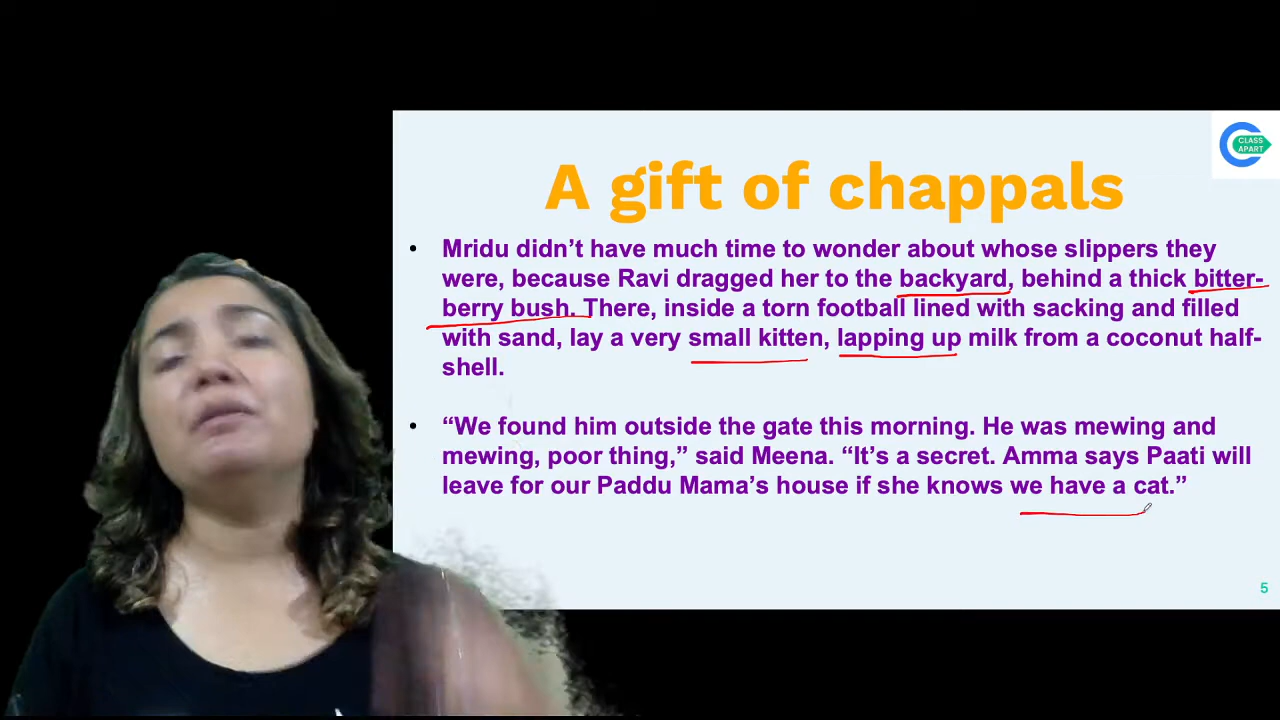 CLASS
APART
A gift of chappals
• Mridu didn’t have much time to wonder about whose slippers they
were, because Ravi dragged her to the backyard, behind a thick bitter-
berry bush. There, inside a torn football lined with sacking and filled
with sand, lay a very small kitten, lapping up milk from a coconut half-
shell.
• “We found him outside the gate this morning. He was mewing and
mewing, poor thing,” said Meena. “It’s a secret. Amma says Paati will
leave for our Paddu Mama’s house if she knows we have a cat.”
5